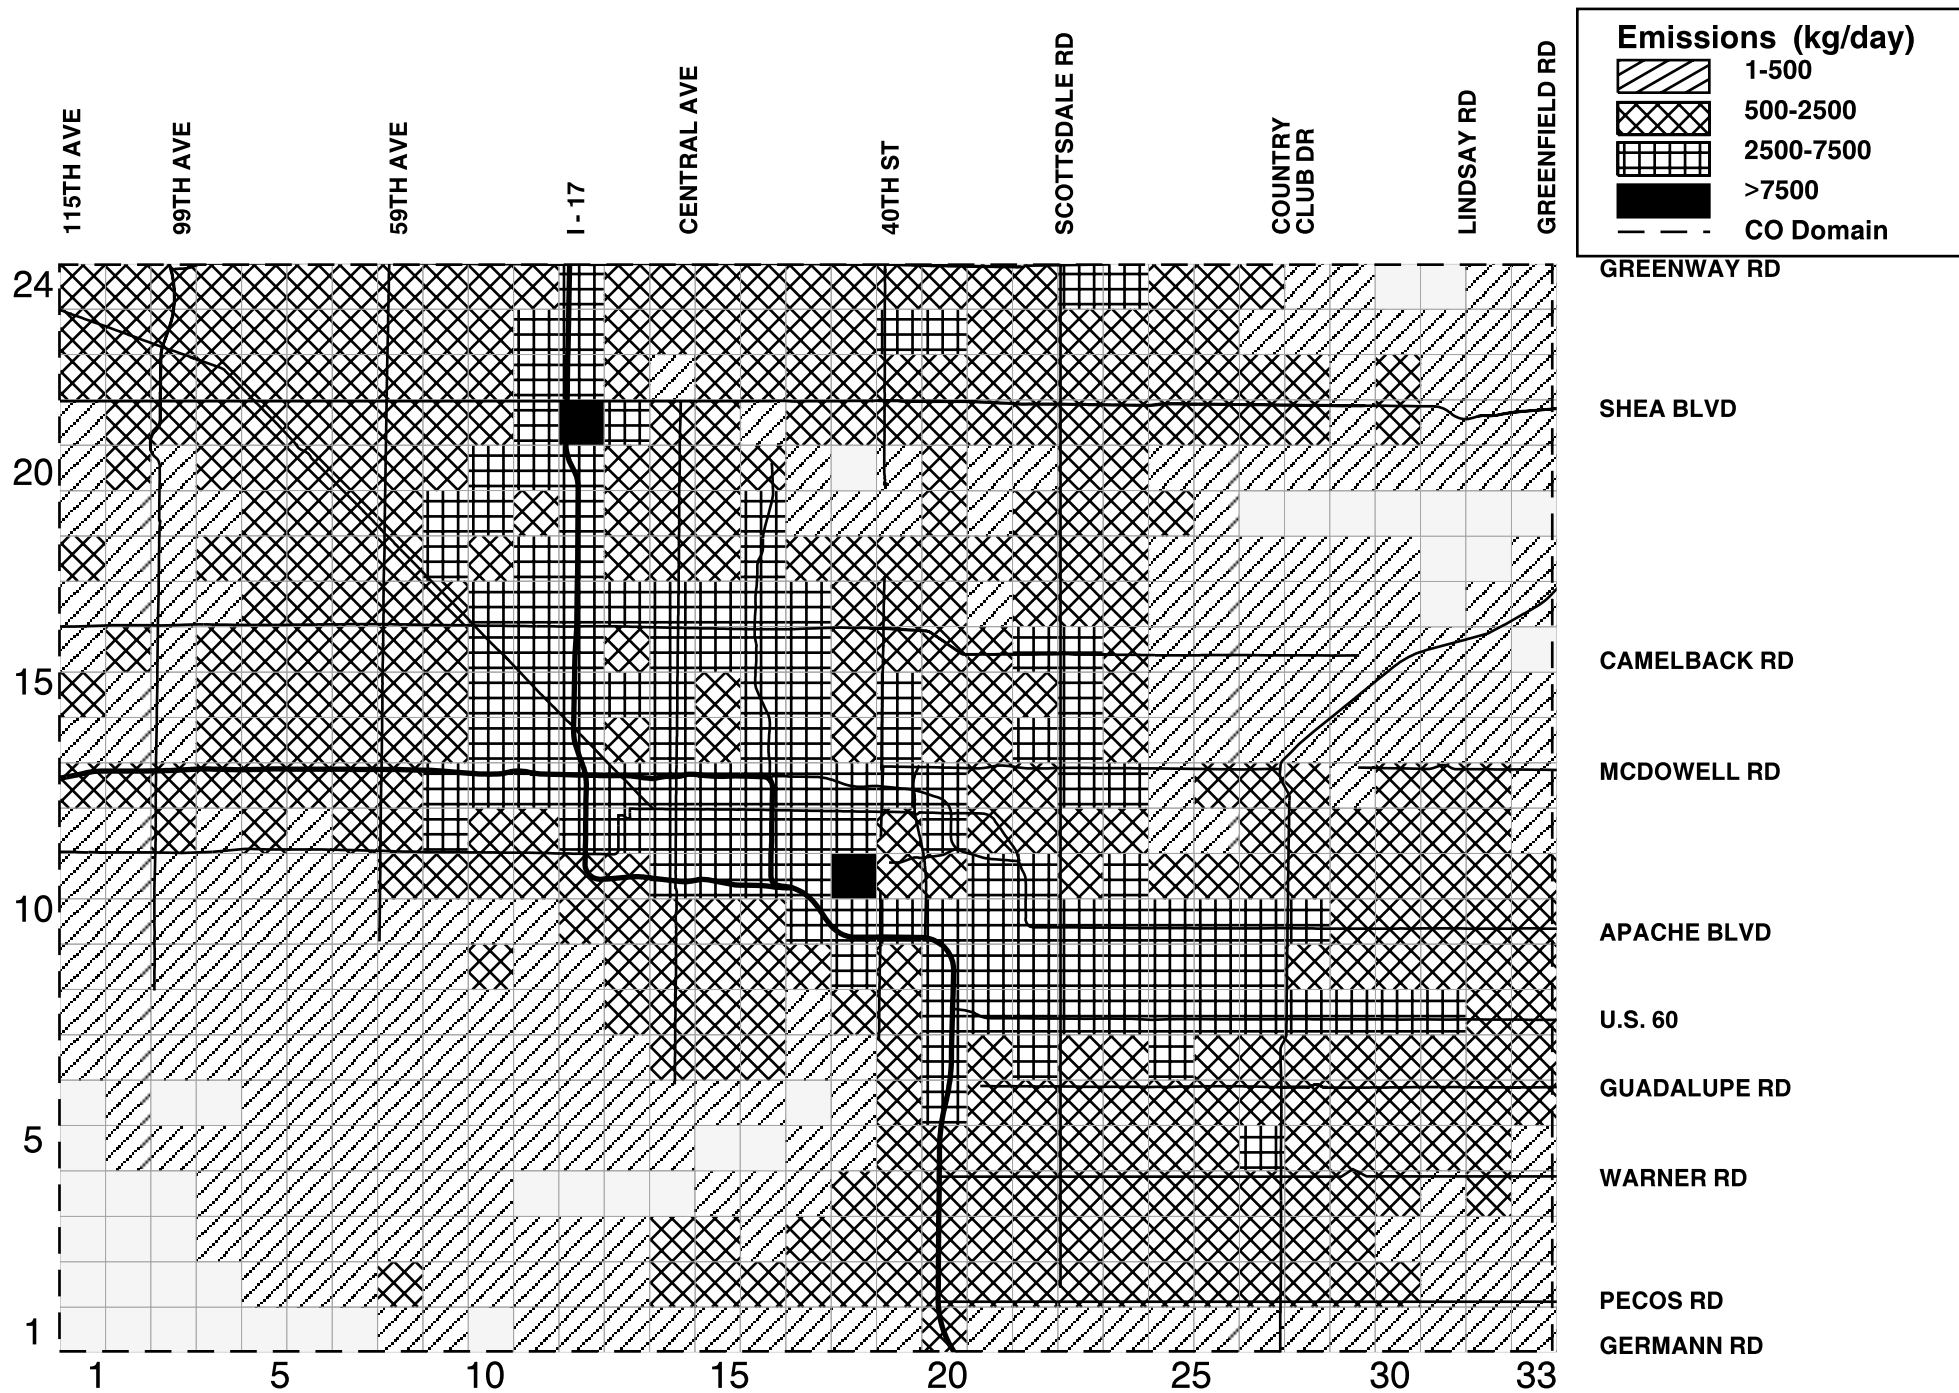 Emissions (kg/day)
1-500
500-2500
2500-7500
>7500
CO Domain
115TH AVE
99TH AVE
59TH AVE
I - 17
CENTRAL AVE
40TH ST
SCOTTSDALE RD
COUNTRY
CLUB DR
LINDSAY RD
GREENFIELD RD
24
20
15
10
5
1
GREENWAY RD
SHEA BLVD
CAMELBACK RD
MCDOWELL RD
APACHE BLVD
U.S. 60
GUADALUPE RD
WARNER RD
PECOS RD
GERMANN RD
1 5 10 15 20 25 30 33